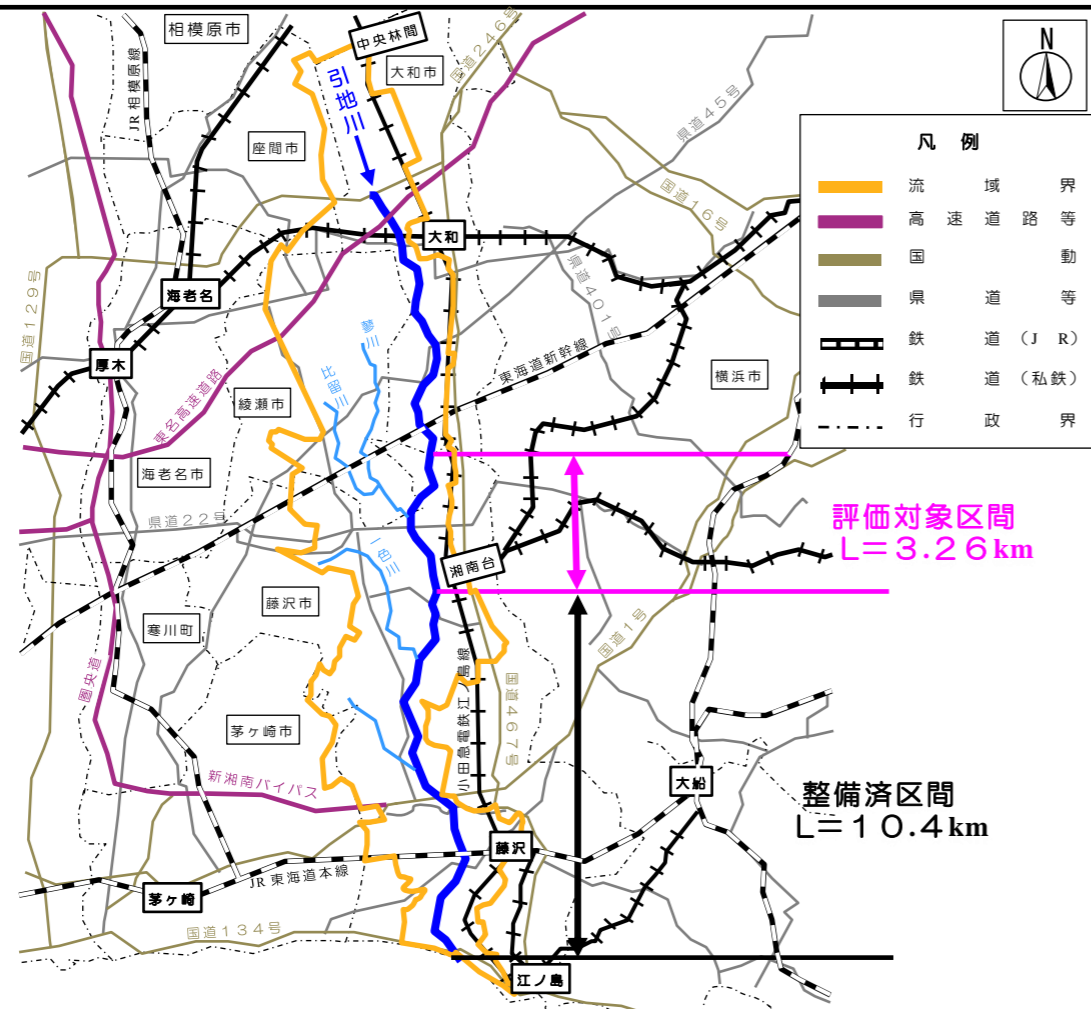 相模原市
中央林間
国道246号
N
JR相模原線
引地川
大和市
県道45号
座間市
国道16号
凡 例
流 域 界
高 速 道 路 等
国 動
県 道 等
鉄 道 (J R)
鉄 道 (私鉄)
行 政 界
大和
海老名
国道129号
県道401号
厚木
蓼川
東海道新幹線
横浜市
比留川
東名高速道路
綾瀬市
海老名市
県道22号
評価対象区間
L=3.26km
一色川
湘南台
藤沢市
寒川町
国道1号
圏央道
小田急電鉄江ノ島線
国道467号
茅ヶ崎市
新湘南バイパス
大船
整備済区間
L=10.4km
藤沢
JR東海道本線
茅ヶ崎
国道134号
江ノ島